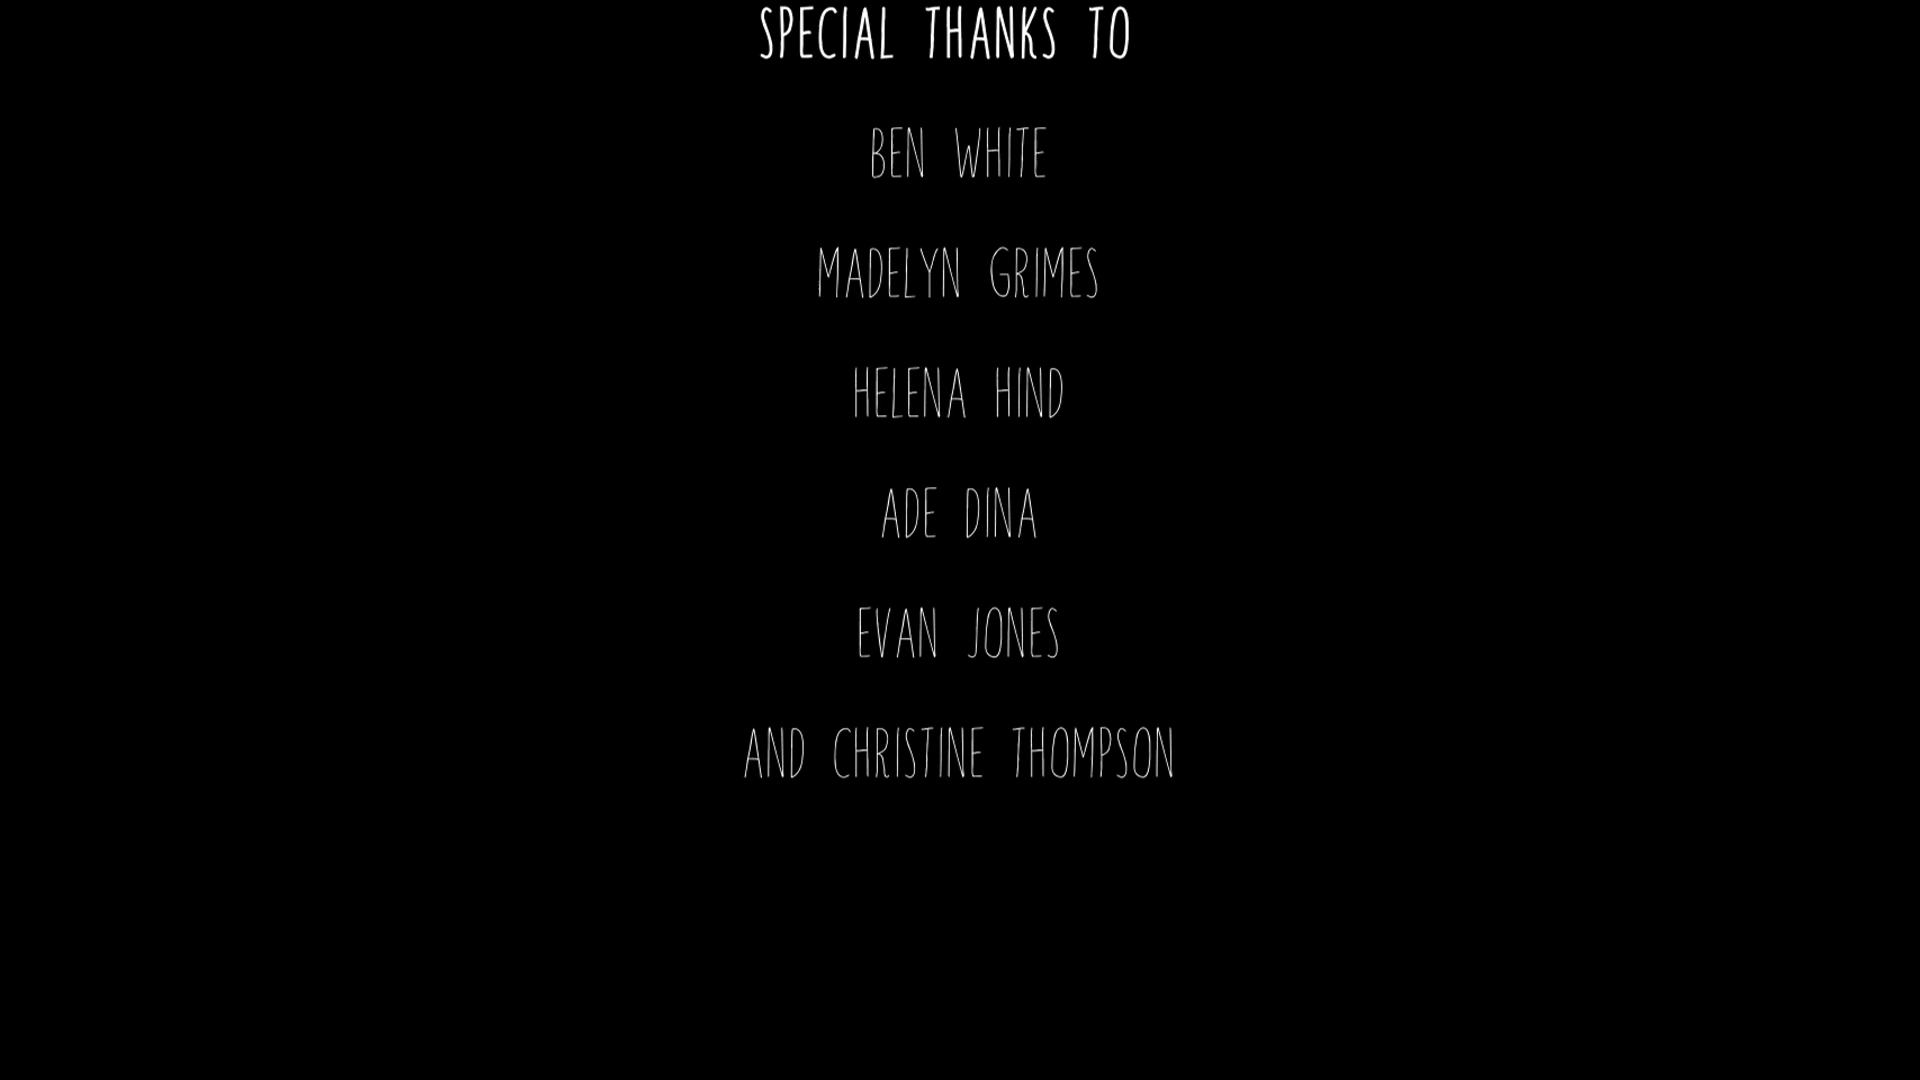 SPECIAL THANKS TO
BEN WHITE
MADELYN GRIMES
HELENA HIND
ADE DINA
EVAN JONES
AND CHRISTINE THOMPSON